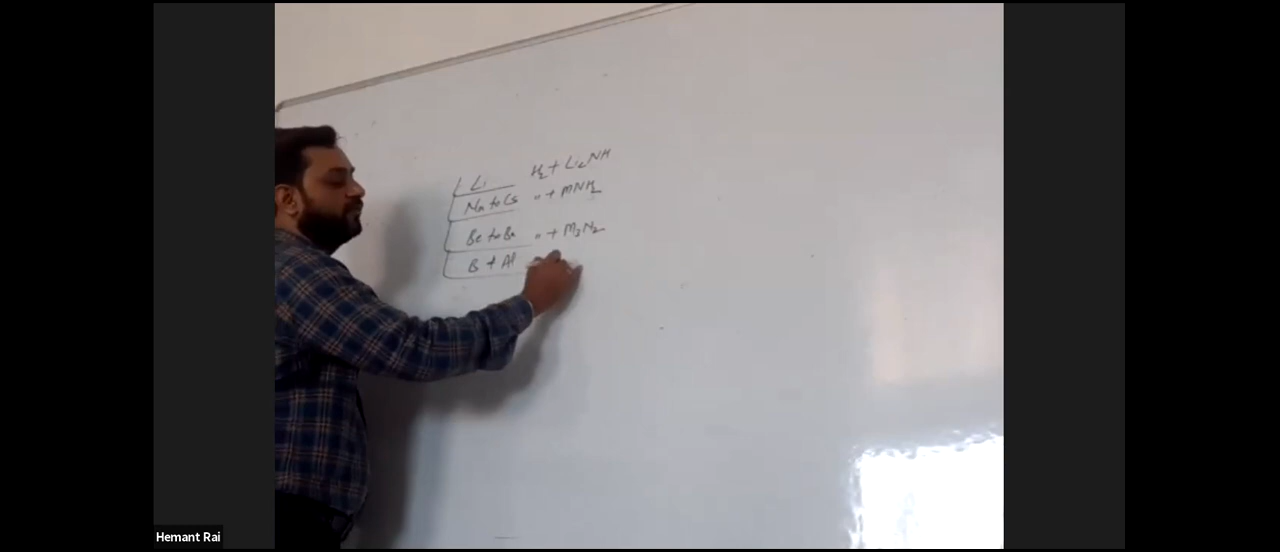 Li H₂ + Li₂NH
Na to Cs " + MNH₂
Be to Ba " + M₃N₂
B + Al
Hemant Rai